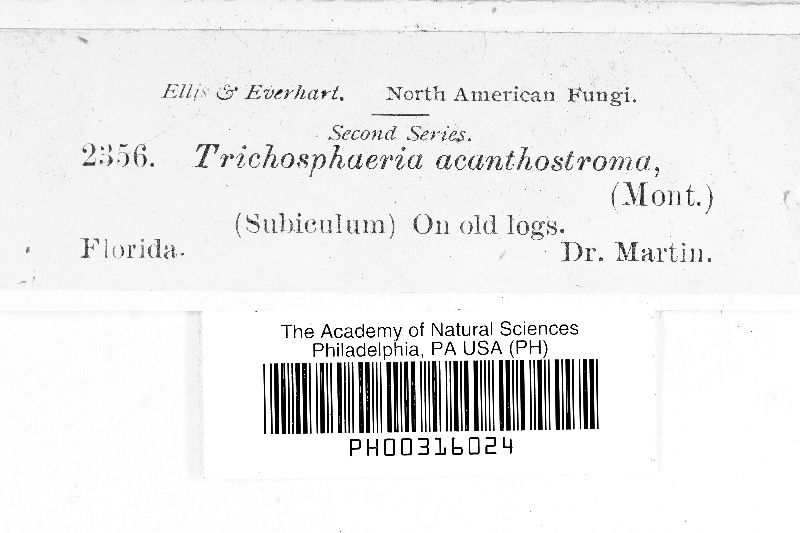 Ellis & Everhart. North American Fungi.
Second Series.
2356. Trichosphaeria acanthostroma,
(Mont.)
(Subiculum) On old logs.
Florida. Dr. Martin.
The Academy of Natural Sciences
Philadelphia, PA USA (PH)
PH00316024